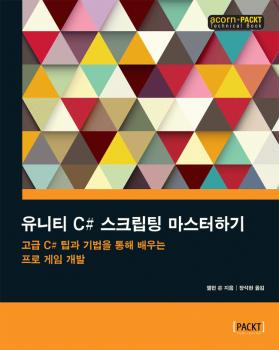 acorn+PACKT
Technical Book
유니티 C# 스크립팅 마스터하기
고급 C# 팁과 기법을 통해 배우는
프로 게임 개발
앨런 쏜 지음 | 장석현 옮김
PACKT